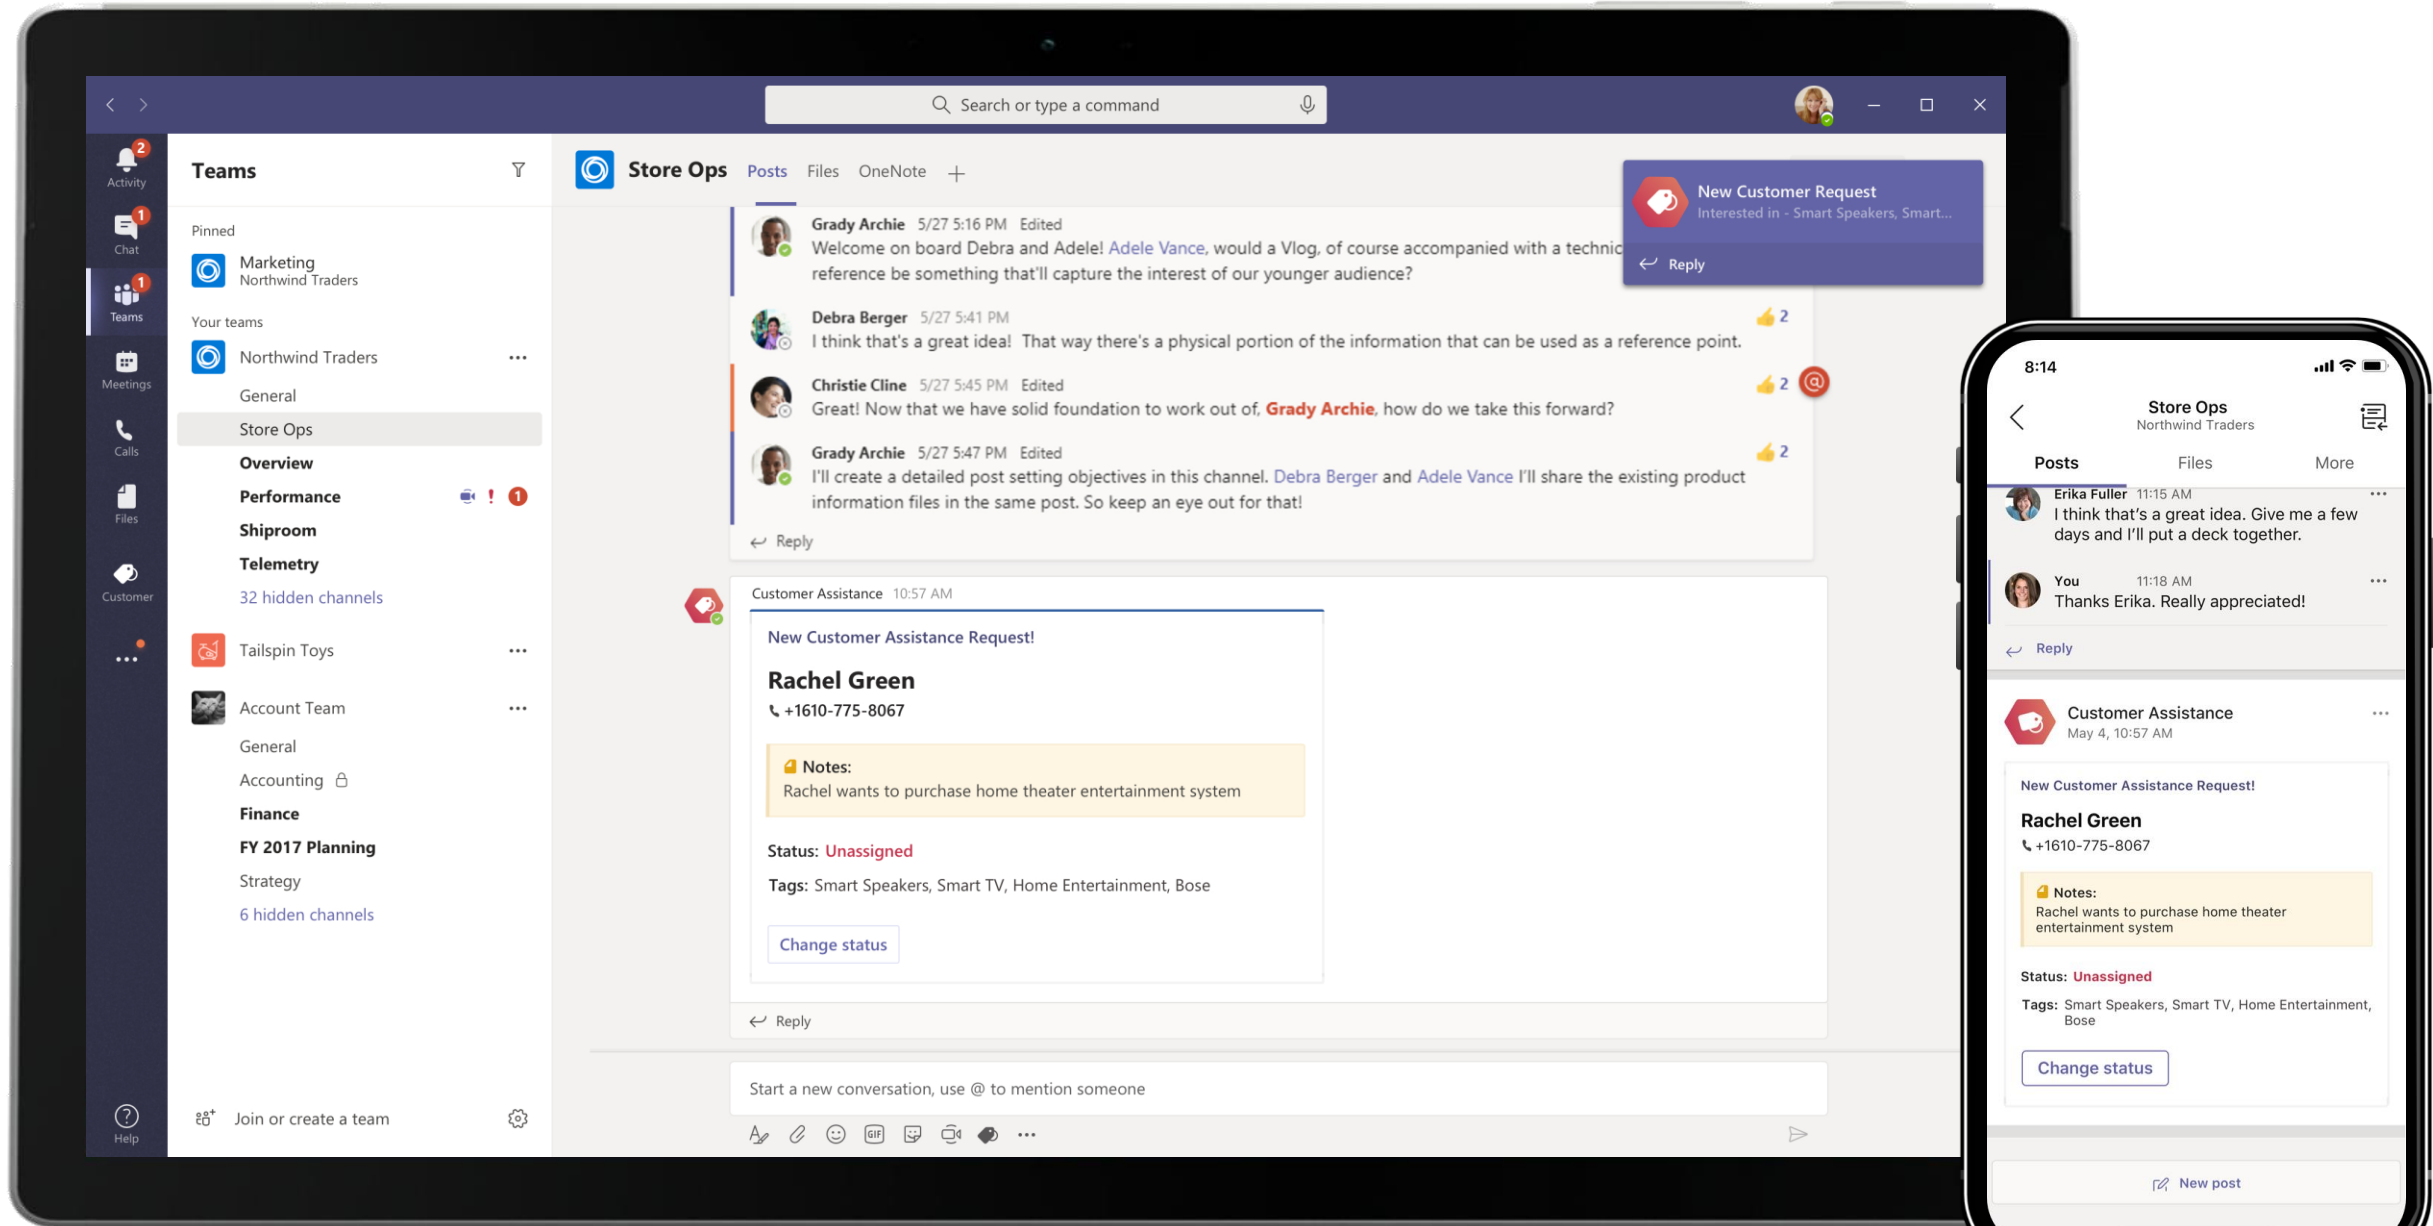 Search or type a command
2
Activity
1
Chat
1
Teams
Meetings
Calls
Files
Customer
Help
Teams
Pinned
Marketing
Northwind Traders
Your teams
Northwind Traders
General
Store Ops
Overview
Performance ! 1
Shiproom
Telemetry
32 hidden channels
Tailspin Toys
Account Team
General
Accounting
Finance
FY 2017 Planning
Strategy
6 hidden channels
Join or create a team
Store Ops Posts Files OneNote
New Customer Request
Interested in - Smart Speakers, Smart...
Reply
Grady Archie 5/27 5:16 PM Edited
Welcome on board Debra and Adele! Adele Vance, would a Vlog, of course accompanied with a technic
reference be something that'll capture the interest of our younger audience?
Debra Berger 5/27 5:41 PM 2
I think that's a great idea! That way there's a physical portion of the information that can be used as a reference point.
Christie Cline 5/27 5:45 PM Edited 2 @
Great! Now that we have solid foundation to work out of, Grady Archie, how do we take this forward?
Grady Archie 5/27 5:47 PM Edited 2
I'll create a detailed post setting objectives in this channel. Debra Berger and Adele Vance I'll share the existing product
information files in the same post. So keep an eye out for that!
Reply
Customer Assistance 10:57 AM
New Customer Assistance Request!
Rachel Green
+1610-775-8067
Notes:
Rachel wants to purchase home theater entertainment system
Status: Unassigned
Tags: Smart Speakers, Smart TV, Home Entertainment, Bose
Change status
Reply
Start a new conversation, use @ to mention someone
GIF
8:14
Store Ops
Northwind Traders
Posts Files More
Erika Fuller 11:15 AM
I think that's a great idea. Give me a few
days and I'll put a deck together.
You 11:18 AM
Thanks Erika. Really appreciated!
Reply
Customer Assistance
May 4, 10:57 AM
New Customer Assistance Request!
Rachel Green
+1610-775-8067
Notes:
Rachel wants to purchase home theater
entertainment system
Status: Unassigned
Tags: Smart Speakers, Smart TV, Home Entertainment,
Bose
Change status
New post